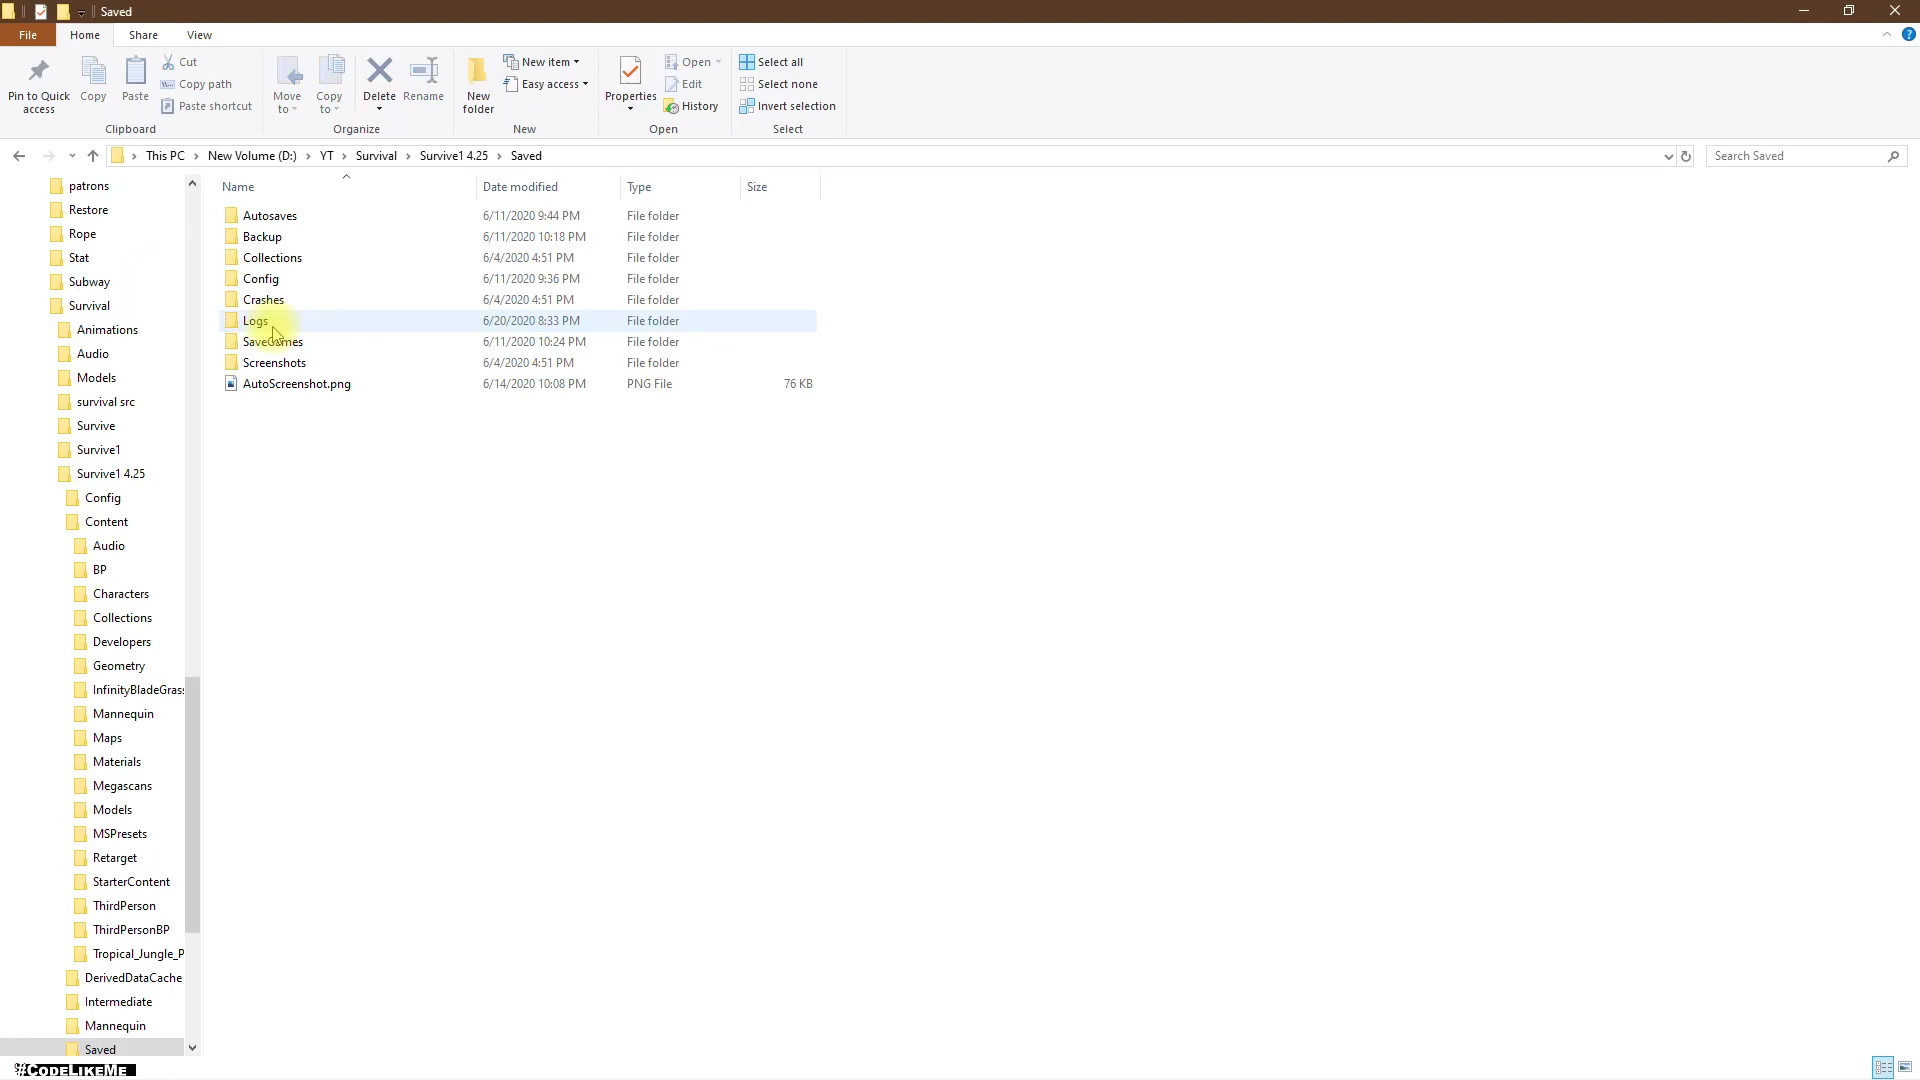 Saved
File Home Share View
Pin to Quick access
Copy
Paste
Cut
Copy path
Paste shortcut
Clipboard
Move to
Copy to
Delete
Rename
Organize
New folder
New item
Easy access
New
Properties
Open
Edit
History
Open
Select all
Select none
Invert selection
Select
This PC > New Volume (D:) > YT > Survival > Survive1 4.25 > Saved
Search Saved
patrons
Restore
Rope
Stat
Subway
Survival
Animations
Audio
Models
survival src
Survive
Survive1
Survive1 4.25
Config
Content
Audio
BP
Characters
Collections
Developers
Geometry
InfinityBladeGrass
Mannequin
Maps
Materials
Megascans
Models
MSPresets
Retarget
StarterContent
ThirdPerson
ThirdPersonBP
Tropical_Jungle_P
DerivedDataCache
Intermediate
Mannequin
Saved
Name Date modified Type Size
Autosaves 6/11/2020 9:44 PM File folder
Backup 6/11/2020 10:18 PM File folder
Collections 6/4/2020 4:51 PM File folder
Config 6/11/2020 9:36 PM File folder
Crashes 6/4/2020 4:51 PM File folder
Logs 6/20/2020 8:33 PM File folder
SaveGames 6/11/2020 10:24 PM File folder
Screenshots 6/4/2020 4:51 PM File folder
AutoScreenshot.png 6/14/2020 10:08 PM PNG File 76 KB
#CodeLikeMe